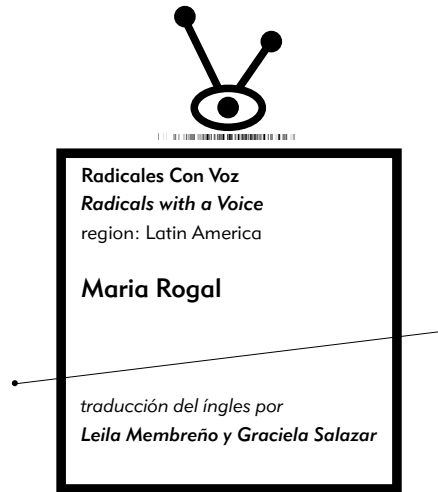 Radicales Con Voz
Radicals with a Voice
region: Latin America
Maria Rogal
traducción del íngles por
Leila Membreño y Graciela Salazar